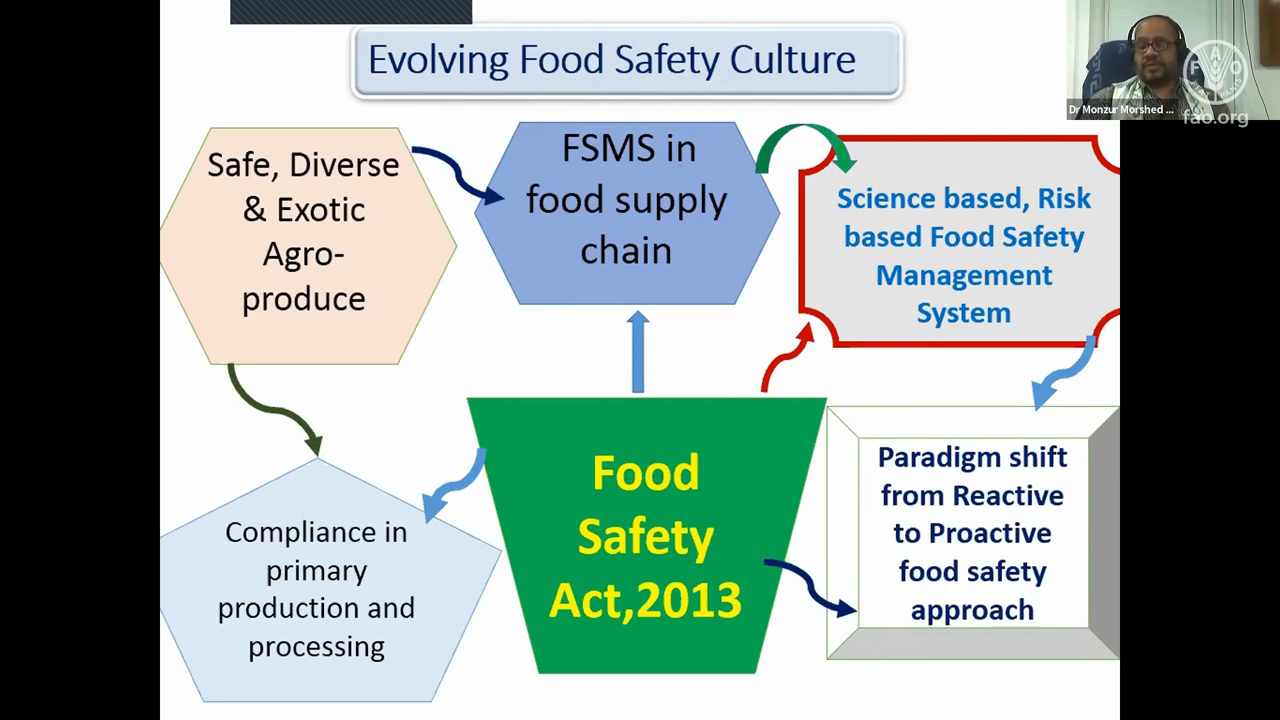 Evolving Food Safety Culture
Dr Monzur Morshed ...
FAO
fao.org
Safe, Diverse
& Exotic
Agro-
produce
FSMS in
food supply
chain
Science based, Risk
based Food Safety
Management
System
Compliance in
primary
production and
processing
Food
Safety
Act,2013
Paradigm shift
from Reactive
to Proactive
food safety
approach